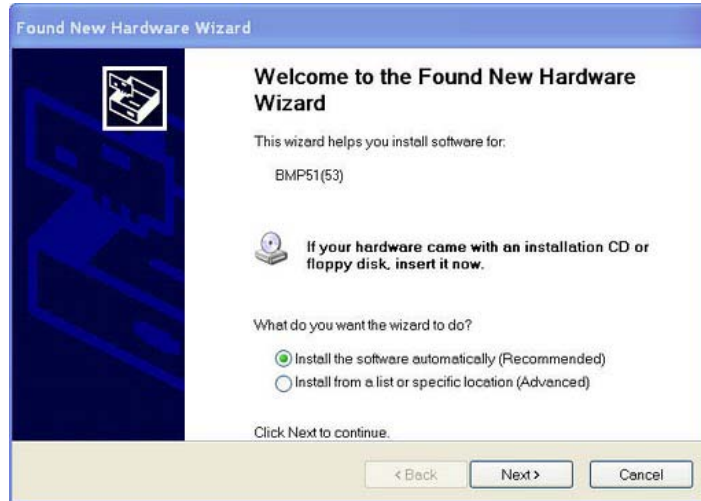 Found New Hardware Wizard
Welcome to the Found New Hardware
Wizard
This wizard helps you install software for:
BMP51(53)
If your hardware came with an installation CD or
floppy disk, insert it now.
What do you want the wizard to do?
Install the software automatically (Recommended)
Install from a list or specific location (Advanced)
Click Next to continue.
< Back
Next >
Cancel